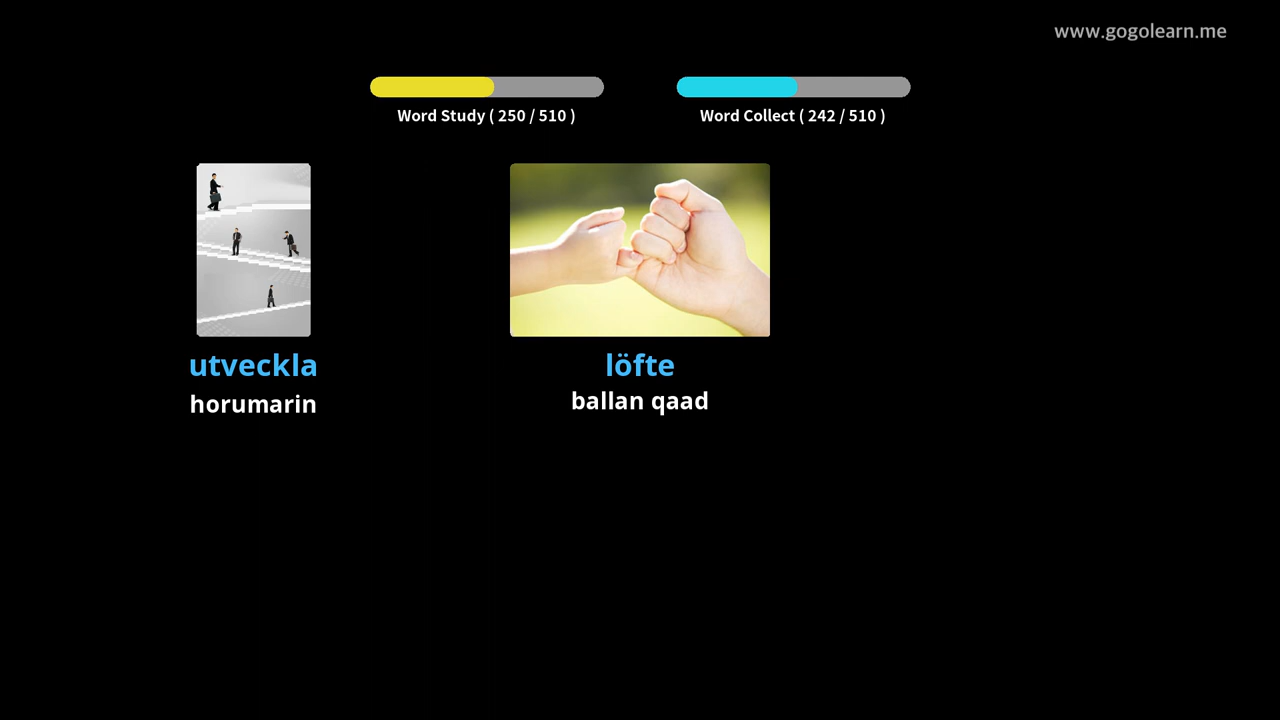 www.gogolearn.me
Word Study ( 250 / 510 )
Word Collect ( 242 / 510 )
utveckla
horumarin
löfte
ballan qaad